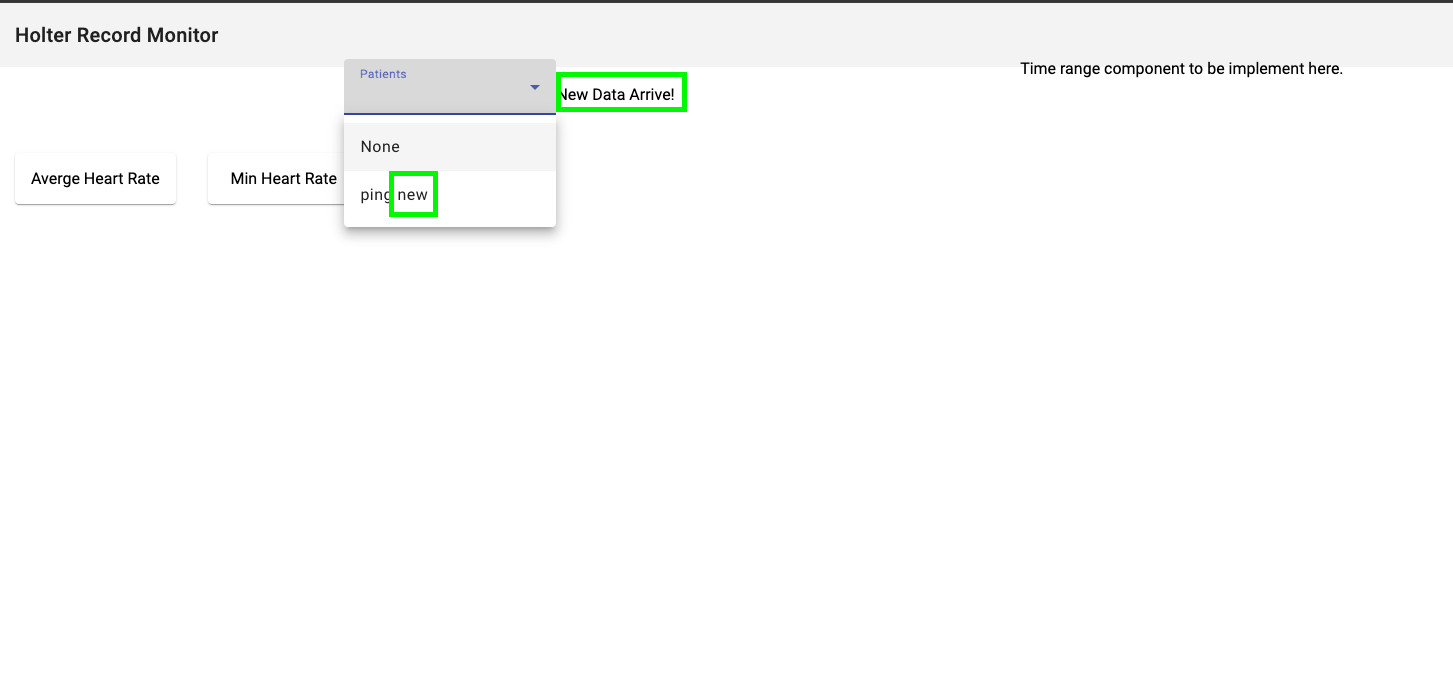 Holter Record Monitor
Patients
New Data Arrive!
Time range component to be implement here.
None
ping new
Averge Heart Rate
Min Heart Rate